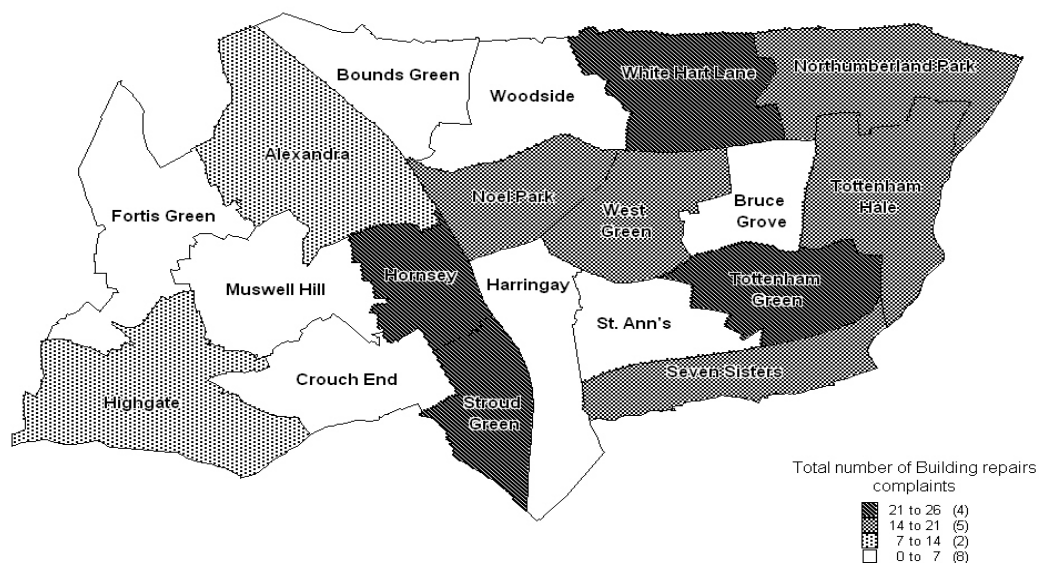 Bounds Green
Woodside
White Hart Lane
Northumberland Park
Alexandra
Noel Park
West
Green
Bruce
Grove
Tottenham
Hale
Fortis Green
Muswell Hill
Hornsey
Harringay
Tottenham
Green
St. Ann's
Seven Sisters
Crouch End
Highgate
Stroud
Green
Total number of Building repairs
complaints
21 to 26 (4)
14 to 21 (5)
7 to 14 (2)
0 to 7 (8)